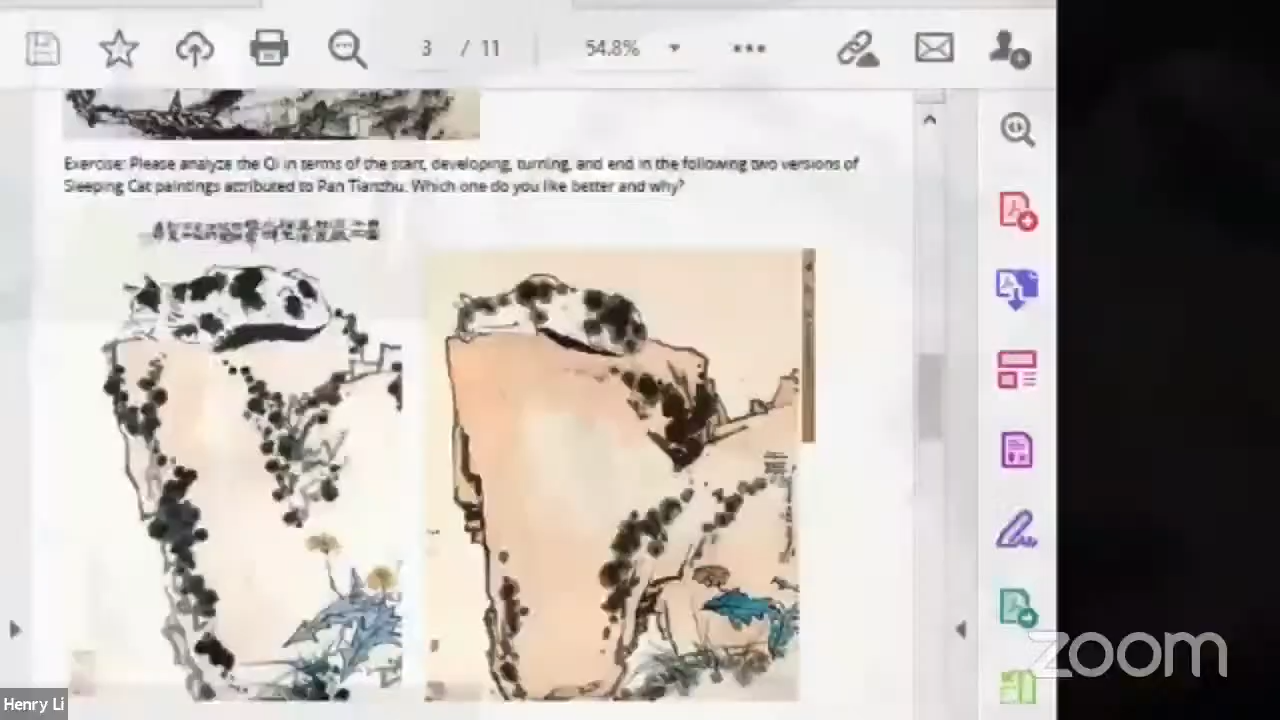 3 / 11
54.8%
Exercise: Please analyze the Qi in terms of the start, developing, turning, and end in the following two versions of
Sleeping Cat paintings attributed to Pan Tianzhu. Which one do you like better and why?
zoom
Henry Li